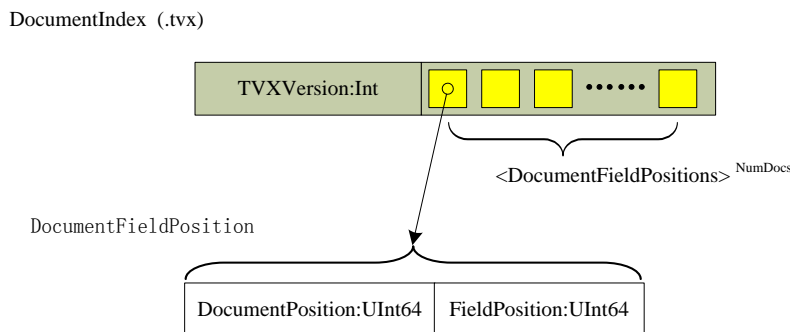 DocumentIndex (.tvx)
TVXVersion:Int ······
<DocumentFieldPositions> NumDocs
DocumentFieldPosition
DocumentPosition:UInt64 FieldPosition:UInt64